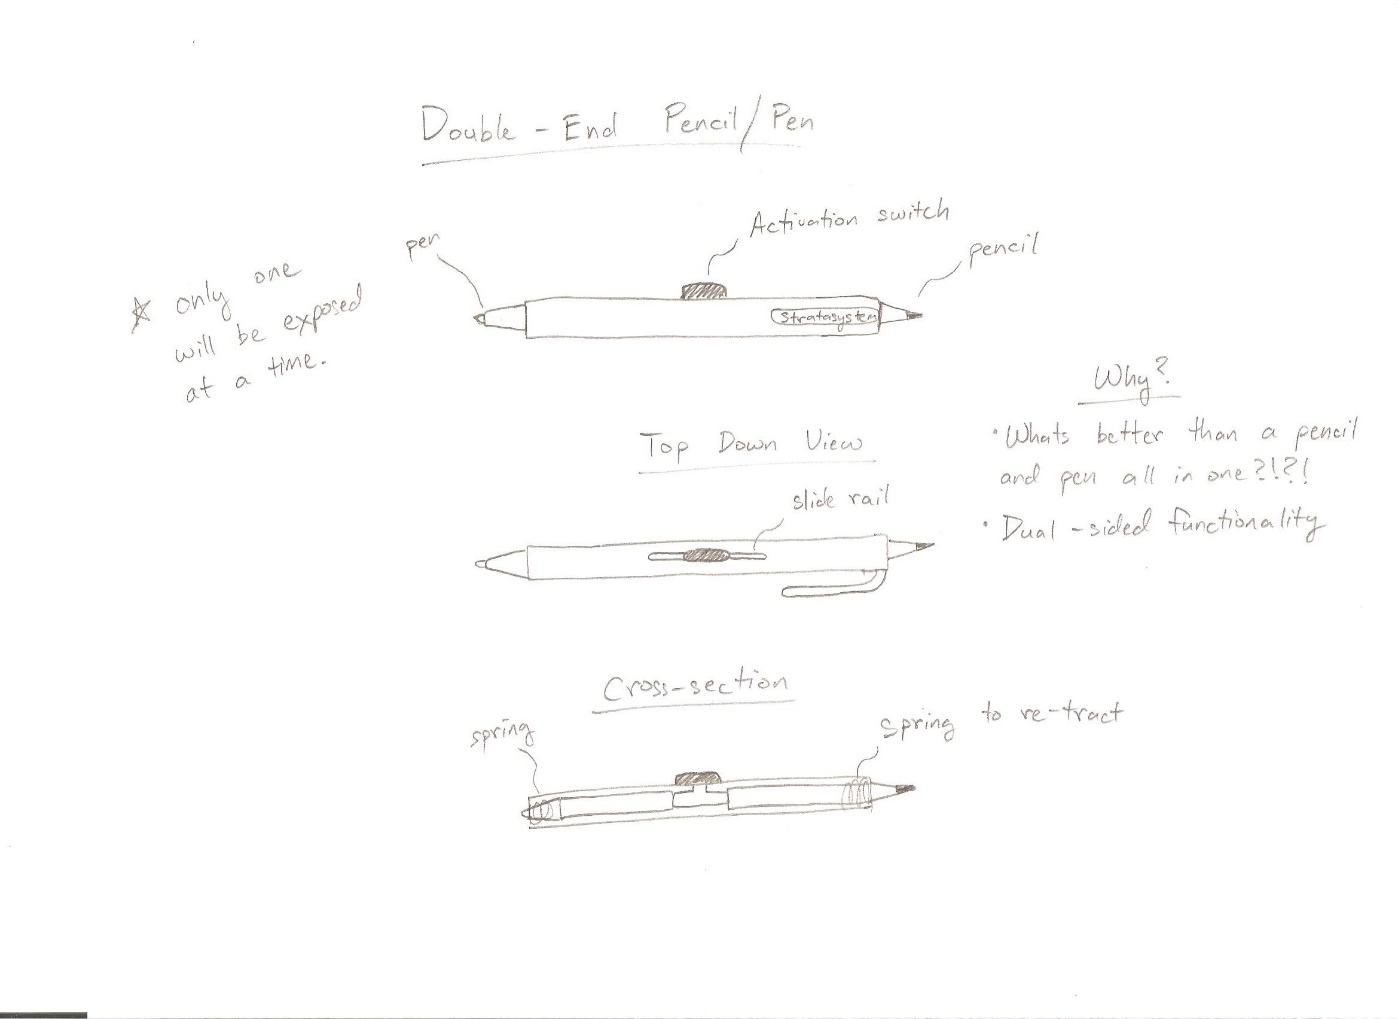 Double-End Pencil/Pen
Activation switch
pen
pencil
☆ only one
will be exposed
at a time.
Stratasystem
Why?
• Whats better than a pencil
and pen all in one?!?!
• Dual-sided functionality
Top Down View
slide rail
Cross-section
spring
spring to re-tract